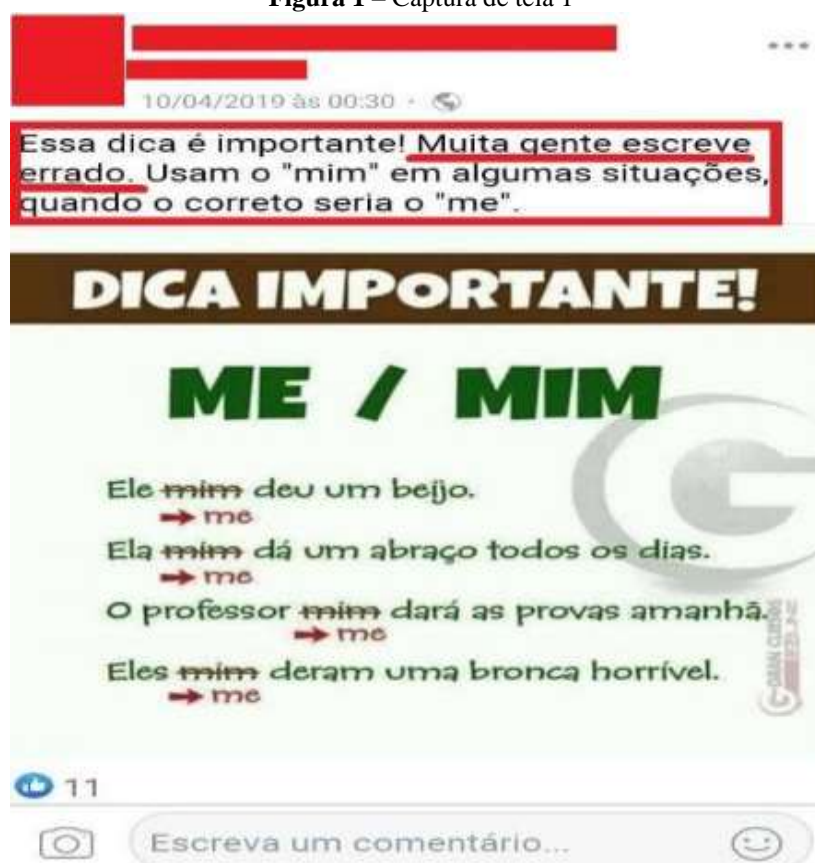 Figura 1 – Captura de tela 1
10/04/2019 às 00:30
Essa dica é importante! Muita gente escreve
errado. Usam o "mim" em algumas situações,
quando o correto seria o "me".
DICA IMPORTANTE!
ME / MIM
Ele mim deu um beijo.
me
Ela mim dá um abraço todos os dias.
me
O professor mim dará as provas amanhã.
me
Eles mim deram uma bronca horrível.
me
GRAN CURSOS
ONLINE
11
Escreva um comentário...